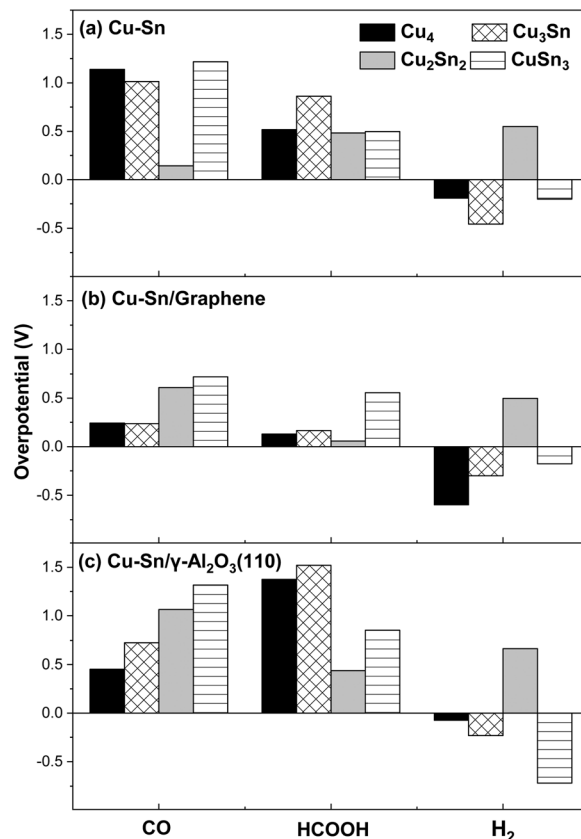 (a) Cu-Sn
Cu₄ Cu₃Sn
Cu₂Sn₂ CuSn₃
1.5
1.0
0.5
0.0
-0.5
(b) Cu-Sn/Graphene
1.5
1.0
0.5
0.0
-0.5
Overpotential (V)
(c) Cu-Sn/γ-Al₂O₃(110)
1.5
1.0
0.5
0.0
-0.5
CO HCOOH H₂